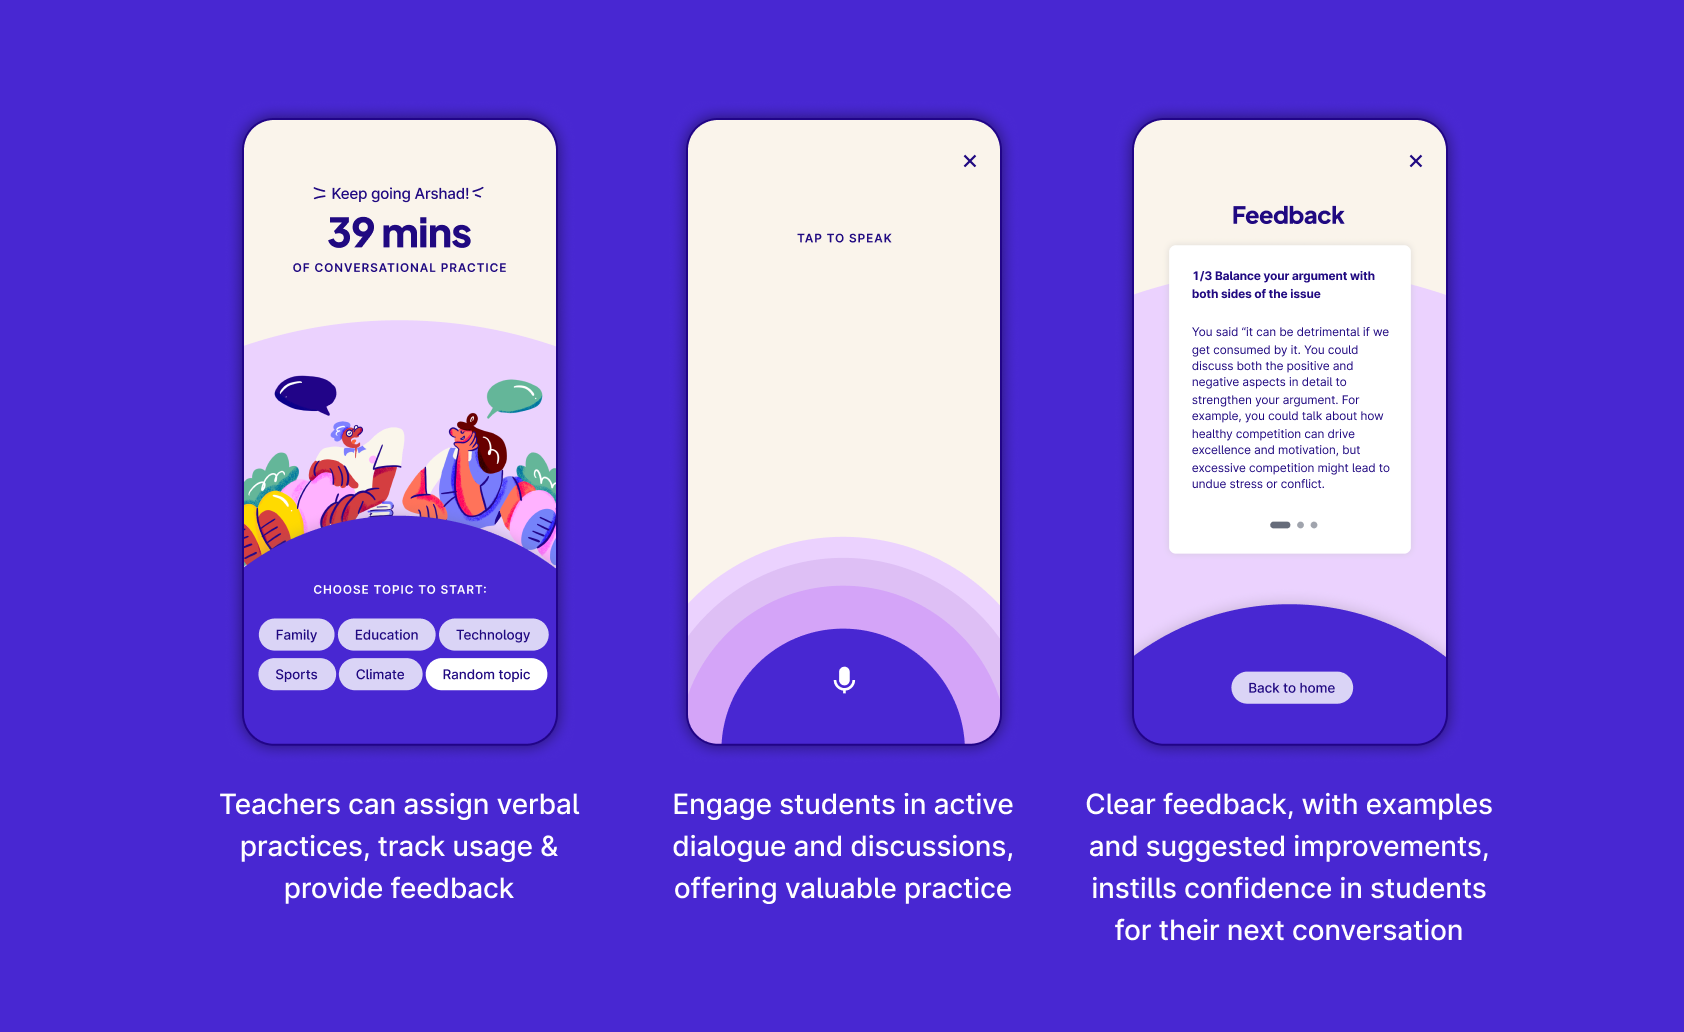 Keep going Arshad!
39 mins
OF CONVERSATIONAL PRACTICE
CHOOSE TOPIC TO START:
Family
Education
Technology
Sports
Climate
Random topic
Teachers can assign verbal
practices, track usage &
provide feedback
TAP TO SPEAK
Engage students in active
dialogue and discussions,
offering valuable practice
Feedback
1/3 Balance your argument with
both sides of the issue
You said “it can be detrimental if we
get consumed by it. You could
discuss both the positive and
negative aspects in detail to
strengthen your argument. For
example, you could talk about how
healthy competition can drive
excellence and motivation, but
excessive competition might lead to
undue stress or conflict.
Back to home
Clear feedback, with examples
and suggested improvements,
instills confidence in students
for their next conversation